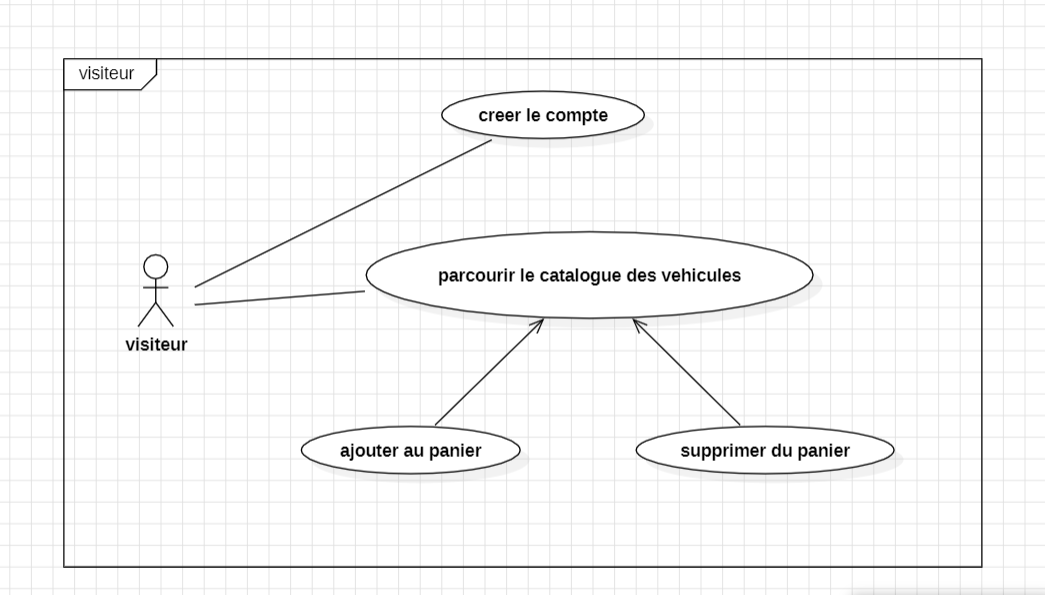 visiteur
creer le compte
parcourir le catalogue des vehicules
visiteur
ajouter au panier
supprimer du panier